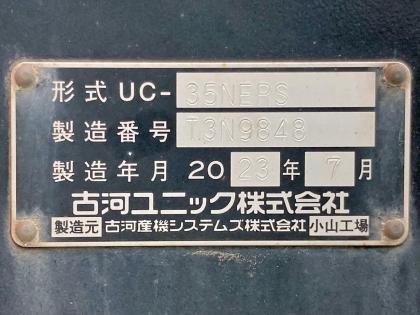 形式 UC-35NERS
製造番号 T.3N9848
製造年月 2023年7月
古河ユニック株式会社
製造元 古河産機システムズ株式会社 小山工場